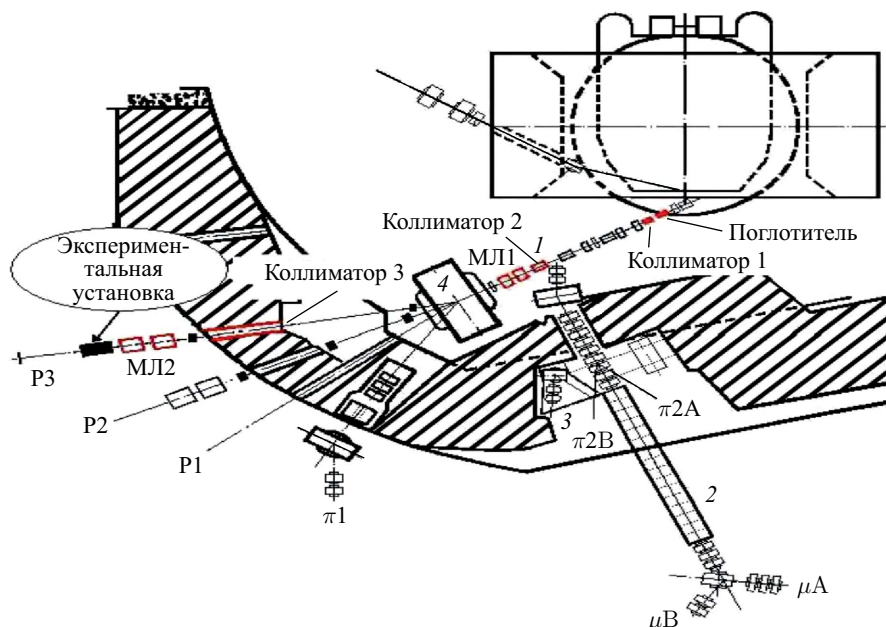 Коллиматор 2
1
Поглотитель
МЛ1
Коллиматор 1
Эксперимен-
тальная
установка
Коллиматор 3
4
P3
МЛ2
P2
P1
π1
3
π2B
π2A
2
μA
μB